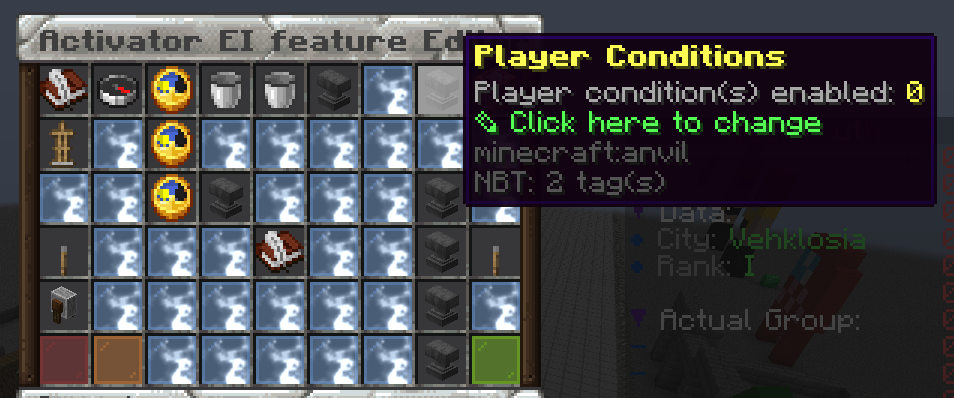 Activator EI feature Ed
Player Conditions
Player condition(s) enabled: 0
✎ Click here to change
minecraft:anvil
NBT: 2 tag(s)
Data:
City: Vehklosia
Rank: I
Actual Group: